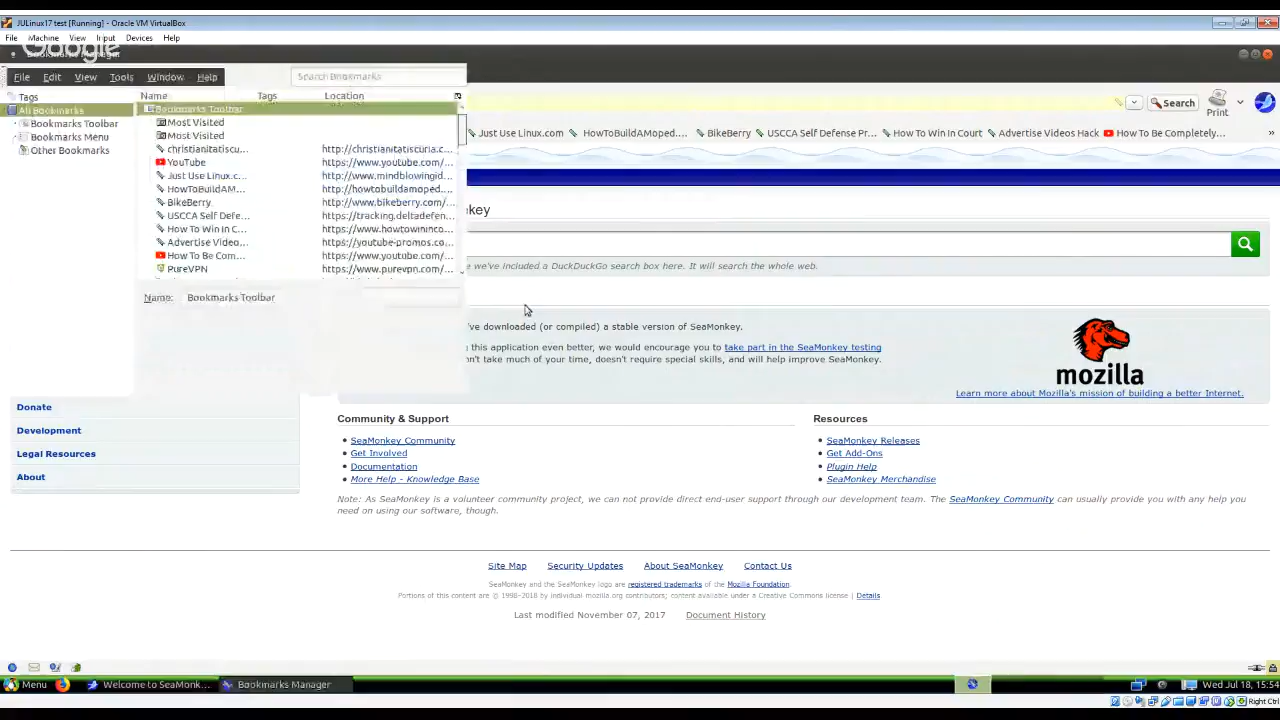 JULinux17 test [Running] - Oracle VM VirtualBox
File Machine View Input Devices Help
Google
Bookmarks Manager
File Edit View Tools Window Help
Search Bookmarks
Search
Print
Name Tags Location
Tags
All Bookmarks
Bookmarks Toolbar
Bookmarks Menu
Other Bookmarks
Bookmarks Toolbar
Most Visited
Most Visited
christianitatiscu... http://christianitatiscuria.c...
YouTube https://www.youtube.com/...
Just Use Linux.c... http://www.mindblowingid...
HowToBuildAM... http://howtobuildamoped...
BikeBerry http://www.bikeberry.com/...
USCCA Self Defe... https://tracking.deltadefen...
How To Win In C... https://www.howtowininco...
Advertise Video... https://youtube-promos.co...
How To Be Com... https://www.youtube.com/...
PureVPN https://www.purevpn.com/...
Name: Bookmarks Toolbar
Just Use Linux.com HowToBuildAMoped.... BikeBerry USCCA Self Defense Pr... How To Win In Court Advertise Videos Hack How To Be Completely...
key
we've included a DuckDuckGo search box here. It will search the whole web.
've downloaded (or compiled) a stable version of SeaMonkey.
this application even better, we would encourage you to take part in the SeaMonkey testing
n't take much of your time, doesn't require special skills, and will help improve SeaMonkey.
mozilla
Learn more about Mozilla's mission of building a better Internet.
Donate
Development
Legal Resources
About
Community & Support
SeaMonkey Community
Get Involved
Documentation
More Help - Knowledge Base
Resources
SeaMonkey Releases
Get Add-Ons
Plugin Help
SeaMonkey Merchandise
Note: As SeaMonkey is a volunteer community project, we can not provide direct end-user support through our development team. The SeaMonkey Community can usually provide you with any help you
need on using our software, though.
Site Map Security Updates About SeaMonkey Contact Us
SeaMonkey and the SeaMonkey logo are registered trademarks of the Mozilla Foundation.
Portions of this content are © 1998-2018 by individual mozilla.org contributors; content available under a Creative Commons license | Details
Last modified November 07, 2017 Document History
Menu Welcome to SeaMonk... Bookmarks Manager Wed Jul 18, 15:54
Right Ctrl